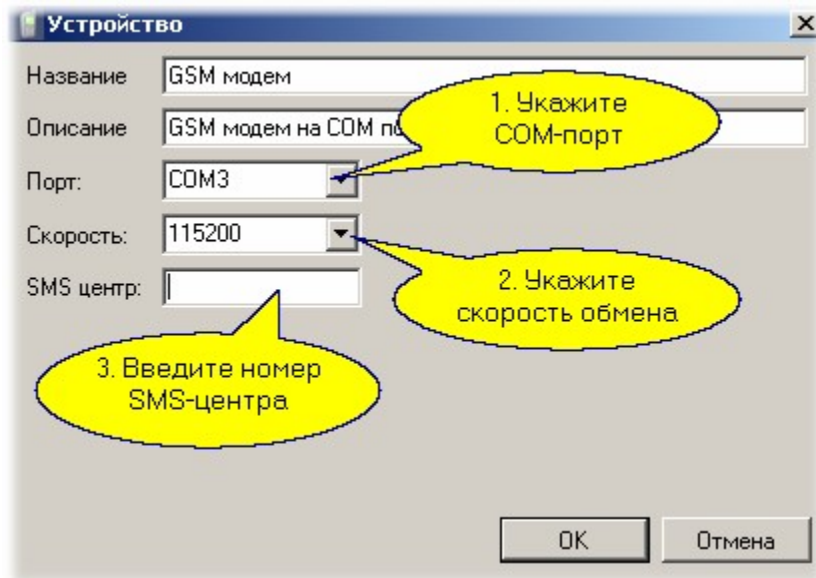 Устройство
Название GSM модем
Описание GSM модем на COM
1. Укажите
COM-порт
Порт: COM3
Скорость: 115200
2. Укажите
скорость обмена
SMS центр:
3. Введите номер
SMS-центра
OK Отмена